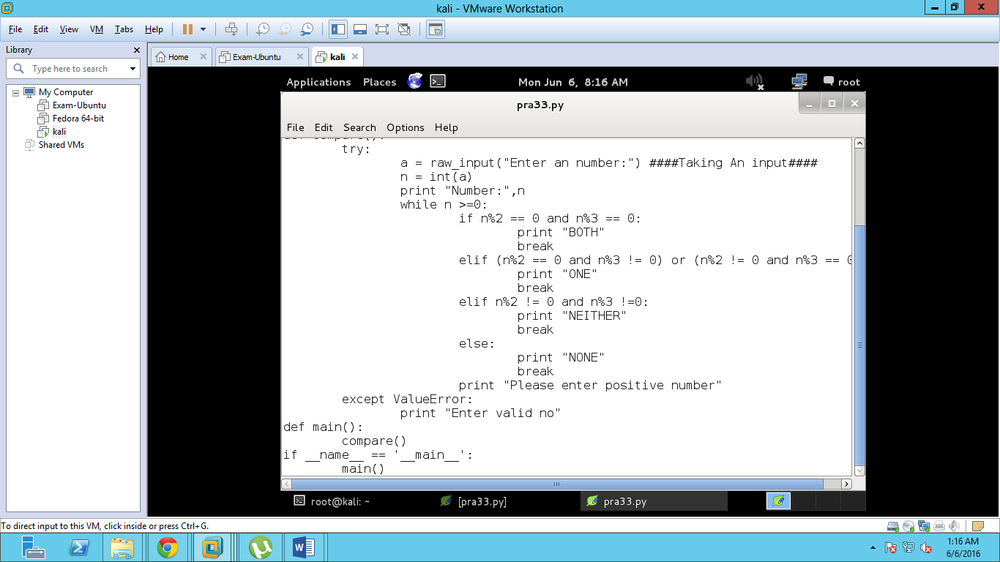 kali - VMware Workstation
File Edit View VM Tabs Help
Library
Type here to search
My Computer
Exam-Ubuntu
Fedora 64-bit
kali
Shared VMs
Home Exam-Ubuntu kali
Applications Places Mon Jun 6, 8:16 AM root
pra33.py
File Edit Search Options Help
def compare():
try:
a = raw_input("Enter an number:") ####Taking An input####
n = int(a)
print "Number:",n
while n >=0:
if n%2 == 0 and n%3 == 0:
print "BOTH"
break
elif (n%2 == 0 and n%3 != 0) or (n%2 != 0 and n%3 == 0
print "ONE"
break
elif n%2 != 0 and n%3 !=0:
print "NEITHER"
break
else:
print "NONE"
break
print "Please enter positive number"
except ValueError:
print "Enter valid no"
def main():
compare()
if __name__ == '__main__':
main()
root@kali: ~ [pra33.py] pra33.py
To direct input to this VM, click inside or press Ctrl+G.
1:16 AM
6/6/2016